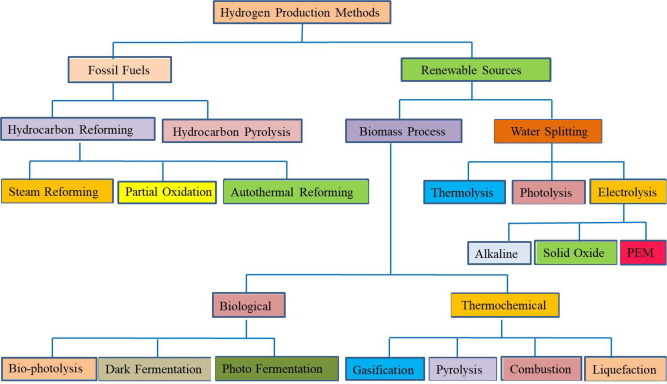 Hydrogen Production Methods
Fossil Fuels
Renewable Sources
Hydrocarbon Reforming
Hydrocarbon Pyrolysis
Biomass Process
Water Splitting
Steam Reforming
Partial Oxidation
Autothermal Reforming
Thermolysis
Photolysis
Electrolysis
Alkaline
Solid Oxide
PEM
Biological
Thermochemical
Bio-photolysis
Dark Fermentation
Photo Fermentation
Gasification
Pyrolysis
Combustion
Liquefaction